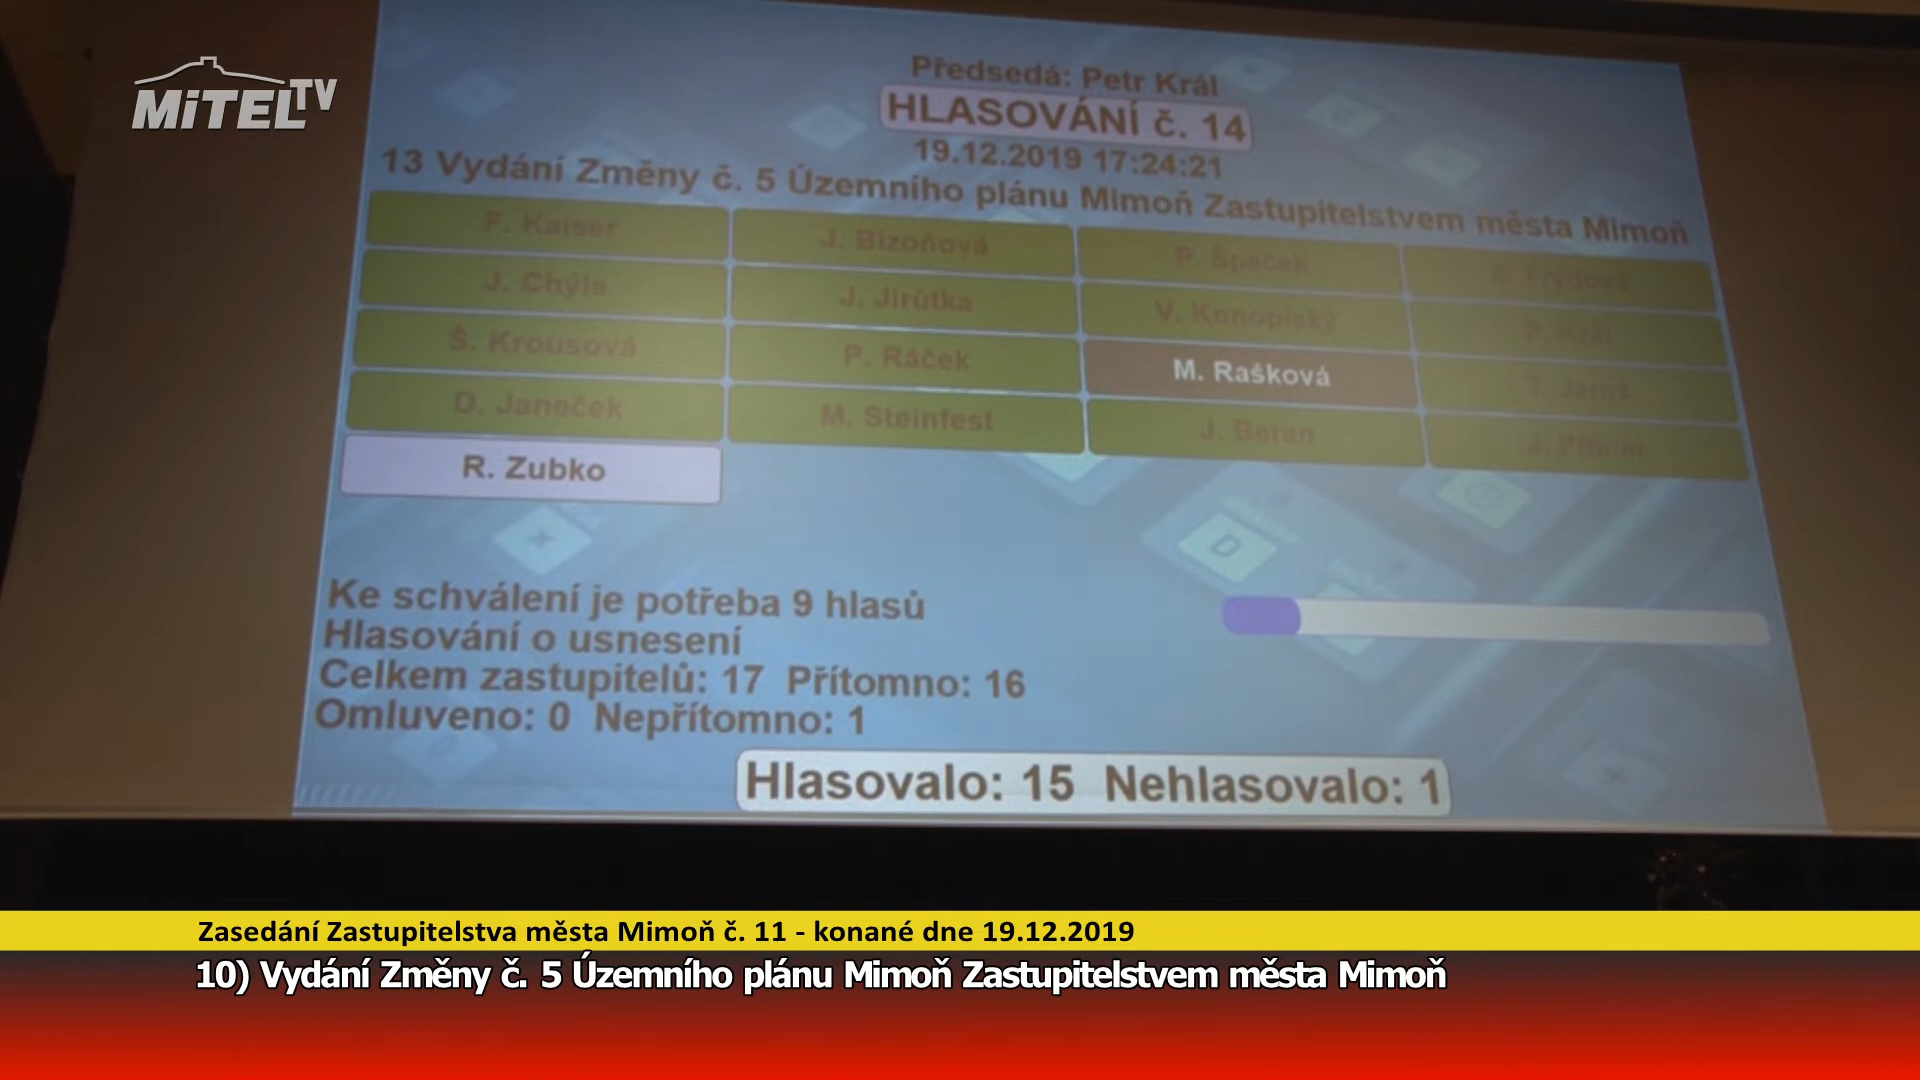 MiTEL TV
Předsedá: Petr Král
HLASOVÁNÍ č. 14
19.12.2019 17:24:21
13 Vydání Změny č. 5 Územního plánu Mimoň Zastupitelstvem města Mimoň
F. Kaiser J. Bizoňová P. Špaček E. Frydová
J. Chýle J. Jirůtka V. Konopiský P. Král
Š. Krousová P. Ráček M. Rašková T. Jaroš
D. Janeček M. Steinfest J. Beran J.
R. Zubko
Ke schválení je potřeba 9 hlasů
Hlasování o usnesení
Celkem zastupitelů: 17 Přítomno: 16
Omluveno: 0 Nepřítomno: 1
Hlasovalo: 15 Nehlasovalo: 1
Zasedání Zastupitelstva města Mimoň č. 11 - konané dne 19.12.2019
10) Vydání Změny č. 5 Územního plánu Mimoň Zastupitelstvem města Mimoň